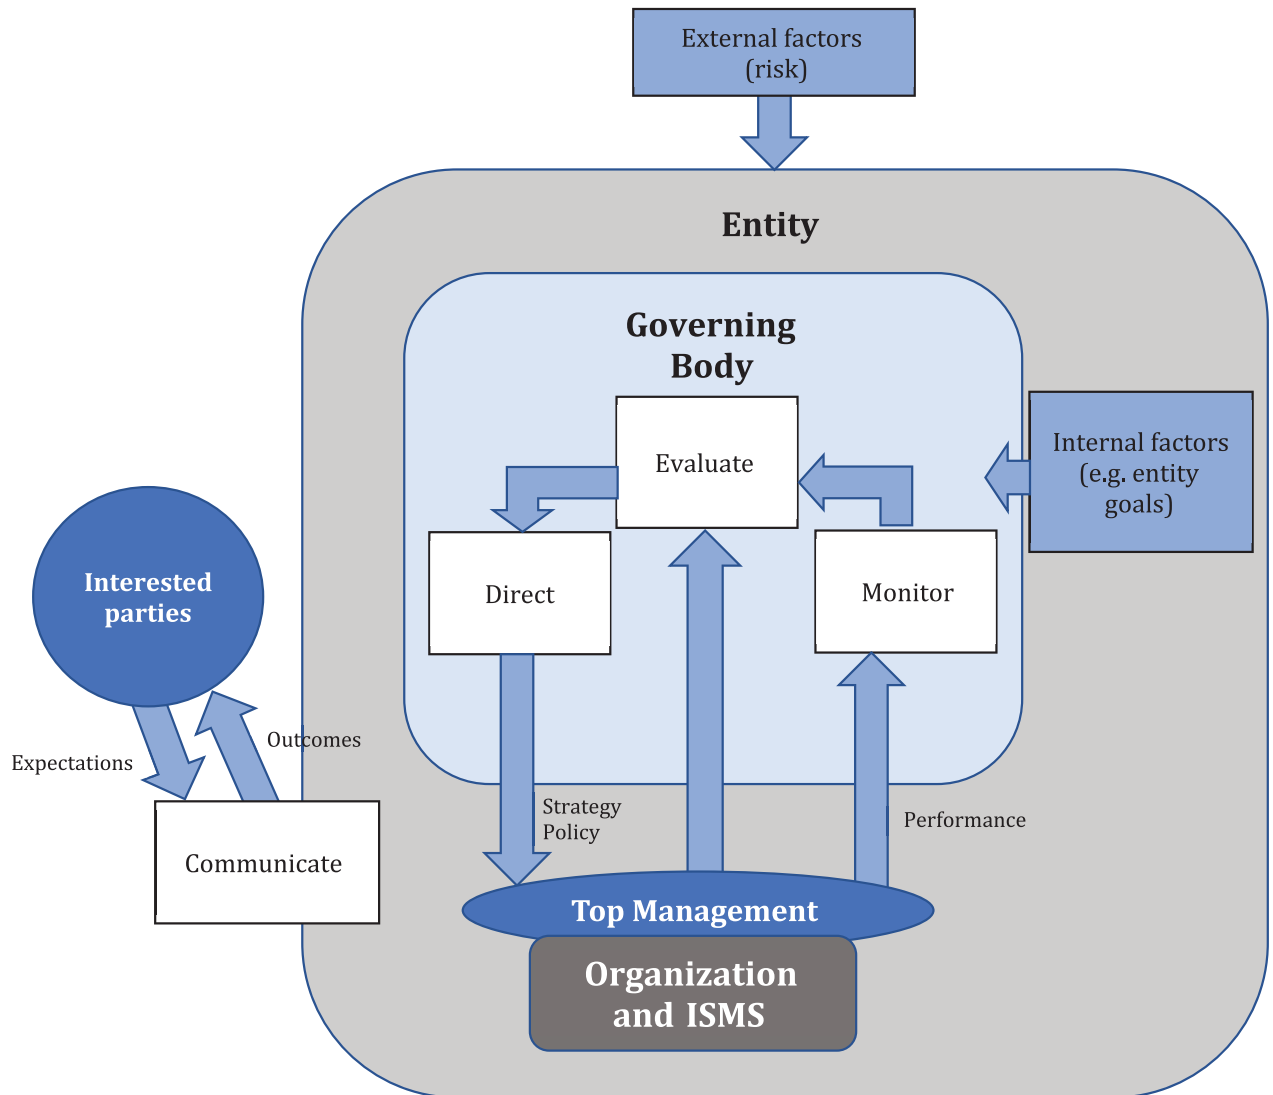 External factors
(risk)
Entity
Governing
Body
Evaluate
Internal factors
(e.g. entity
goals)
Direct
Monitor
Interested
parties
Outcomes
Expectations
Strategy
Policy
Performance
Communicate
Top Management
Organization
and ISMS